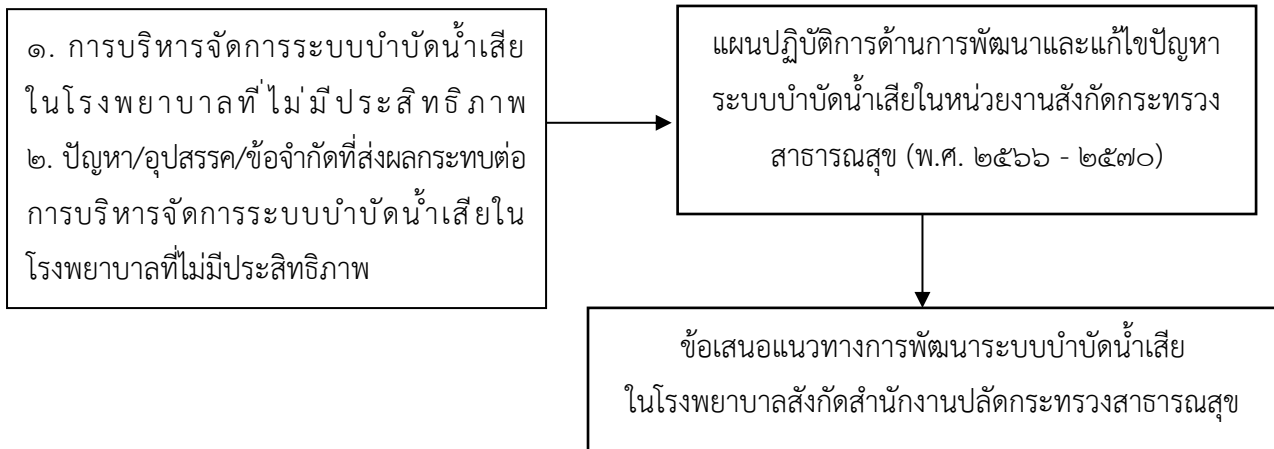 ๑. การบริหารจัดการระบบบำบัดน้ำเสีย
ในโรงพยาบาลที่ไม่มีประสิทธิภาพ
๒. ปัญหา/อุปสรรค/ข้อจำกัดที่ส่งผลกระทบต่อ
การบริหารจัดการระบบบำบัดน้ำเสียใน
โรงพยาบาลที่ไม่มีประสิทธิภาพ
แผนปฏิบัติการด้านการพัฒนาและแก้ไขปัญหา
ระบบบำบัดน้ำเสียในหน่วยงานสังกัดกระทรวง
สาธารณสุข (พ.ศ. ๒๕๖๖ - ๒๕๗๐)
ข้อเสนอแนวทางการพัฒนาระบบบำบัดน้ำเสีย
ในโรงพยาบาลสังกัดสำนักงานปลัดกระทรวงสาธารณสุข